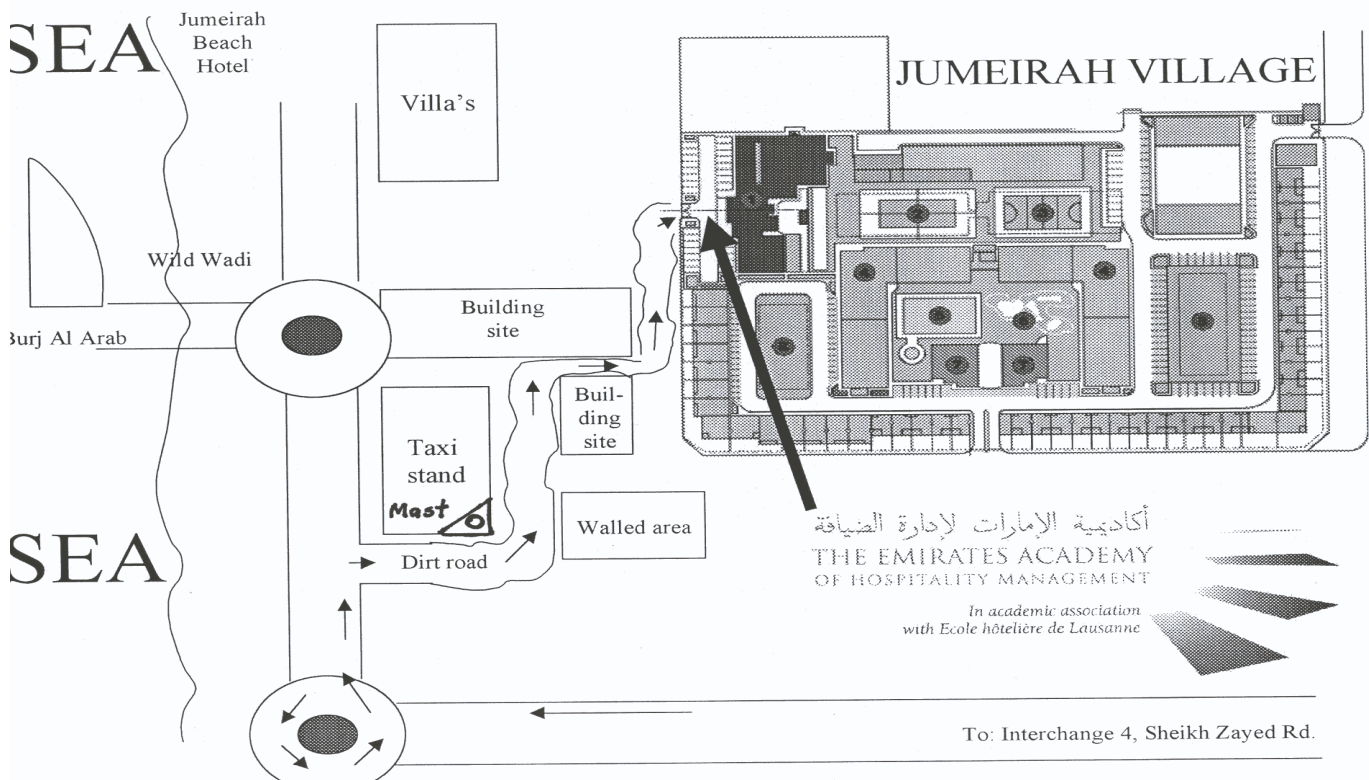 SEA
Jumeirah
Beach
Hotel
Villa's
JUMEIRAH VILLAGE
Wild Wadi
Burj Al Arab
Building
site
Buil-
ding
site
Taxi
stand
Mast
Walled area
Dirt road
SEA
أكاديمية الإمارات لإدارة الضيافة
THE EMIRATES ACADEMY
OF HOSPITALITY MANAGEMENT
In academic association
with Ecole hôtelière de Lausanne
To: Interchange 4, Sheikh Zayed Rd.